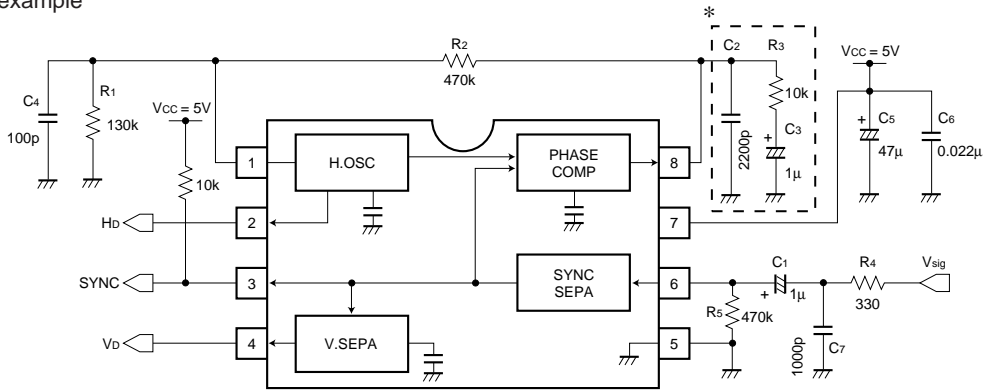 example
*
R2
470k
C2
R3
VCC = 5V
C4
100p
R1
130k
VCC = 5V
10k
2200p
+
C3
1μ
+
C5
47μ
C6
0.022μ
10k
1
H.OSC
PHASE
COMP
8
HD
2
7
SYNC
3
SYNC
SEPA
6
C1
+
1μ
R4
330
Vsig
R5
470k
1000p
C7
VD
4
V.SEPA
5